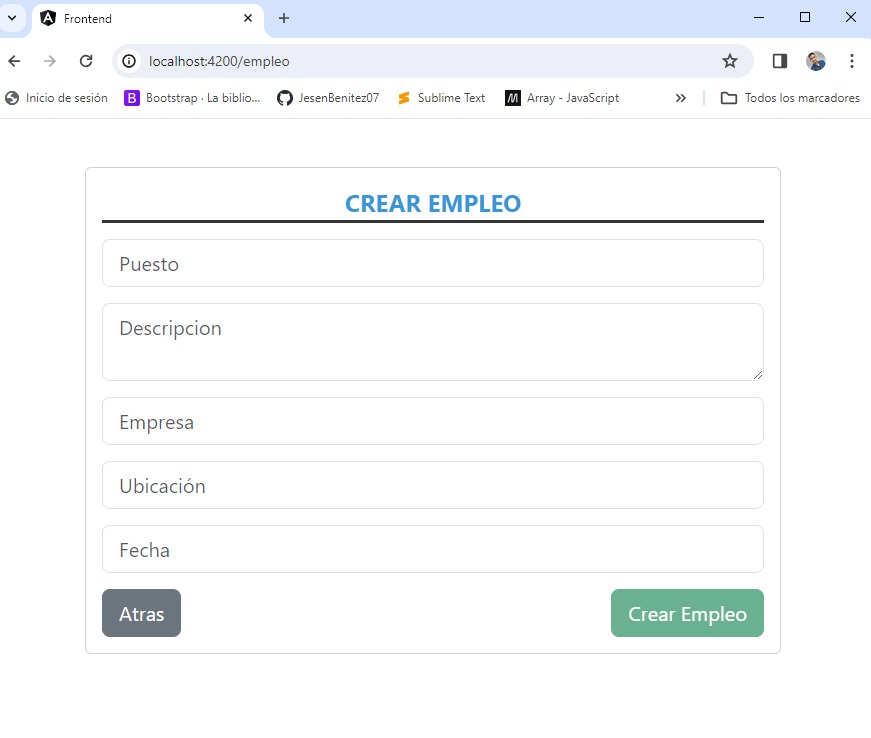 Frontend
localhost:4200/empleo
Inicio de sesión B Bootstrap · La biblio... JesenBenitez07 Sublime Text M Array - JavaScript » Todos los marcadores
CREAR EMPLEO
Puesto
Descripcion
Empresa
Ubicación
Fecha
Atras Crear Empleo